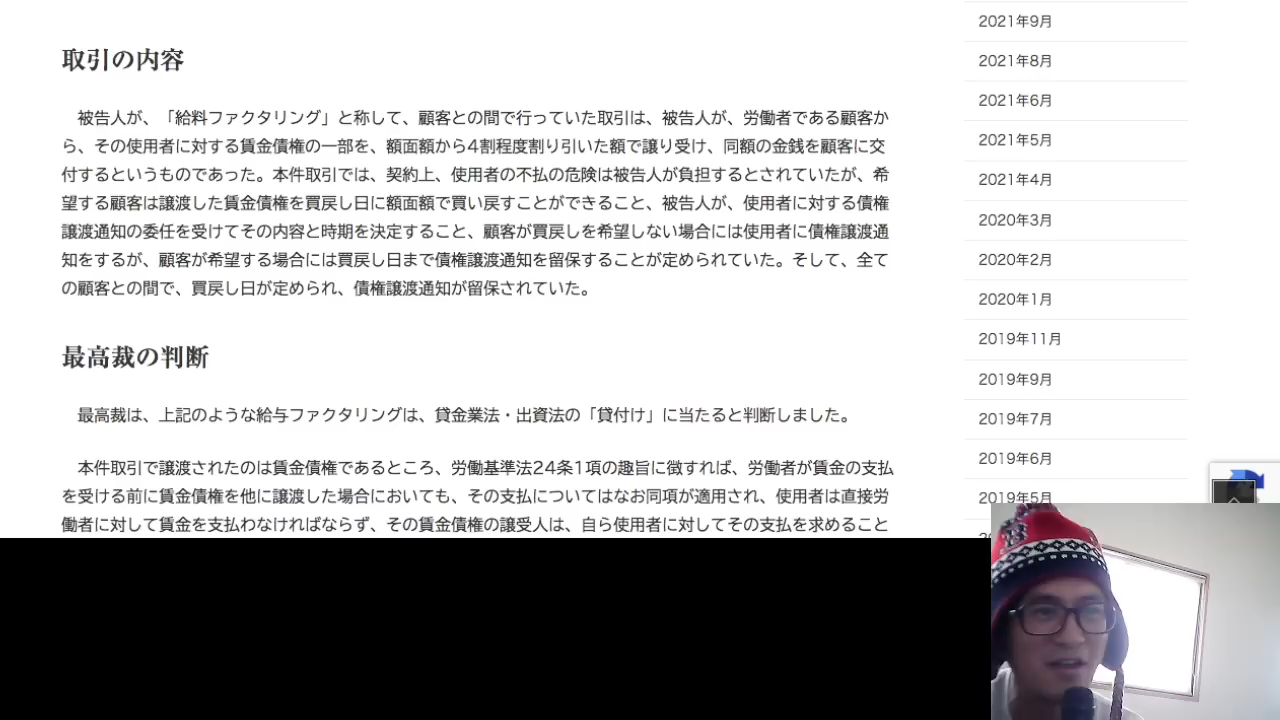 取引の内容
被告人が、「給料ファクタリング」と称して、顧客との間で行っていた取引は、被告人が、労働者である顧客か
ら、その使用者に対する賃金債権の一部を、額面額から4割程度割り引いた額で譲り受け、同額の金銭を顧客に交
付するというものであった。本件取引では、契約上、使用者の不払の危険は被告人が負担するとされていたが、希
望する顧客は譲渡した賃金債権を買戻し日に額面額で買い戻すことができること、被告人が、使用者に対する債権
譲渡通知の委任を受けてその内容と時期を決定すること、顧客が買戻しを希望しない場合には使用者に債権譲渡通
知をするが、顧客が希望する場合には買戻し日まで債権譲渡通知を留保することが定められていた。そして、全て
の顧客との間で、買戻し日が定められ、債権譲渡通知が留保されていた。
最高裁の判断
最高裁は、上記のような給与ファクタリングは、貸金業法・出資法の「貸付け」に当たると判断しました。
本件取引で譲渡されたのは賃金債権であるところ、労働基準法24条1項の趣旨に徴すれば、労働者が賃金の支払
を受ける前に賃金債権を他に譲渡した場合においても、その支払についてはなお同項が適用され、使用者は直接労
働者に対して賃金を支払わなければならず、その賃金債権の譲受人は、自ら使用者に対してその支払を求めること
2021年9月
2021年8月
2021年6月
2021年5月
2021年4月
2020年3月
2020年2月
2020年1月
2019年11月
2019年9月
2019年7月
2019年6月
2019年5月